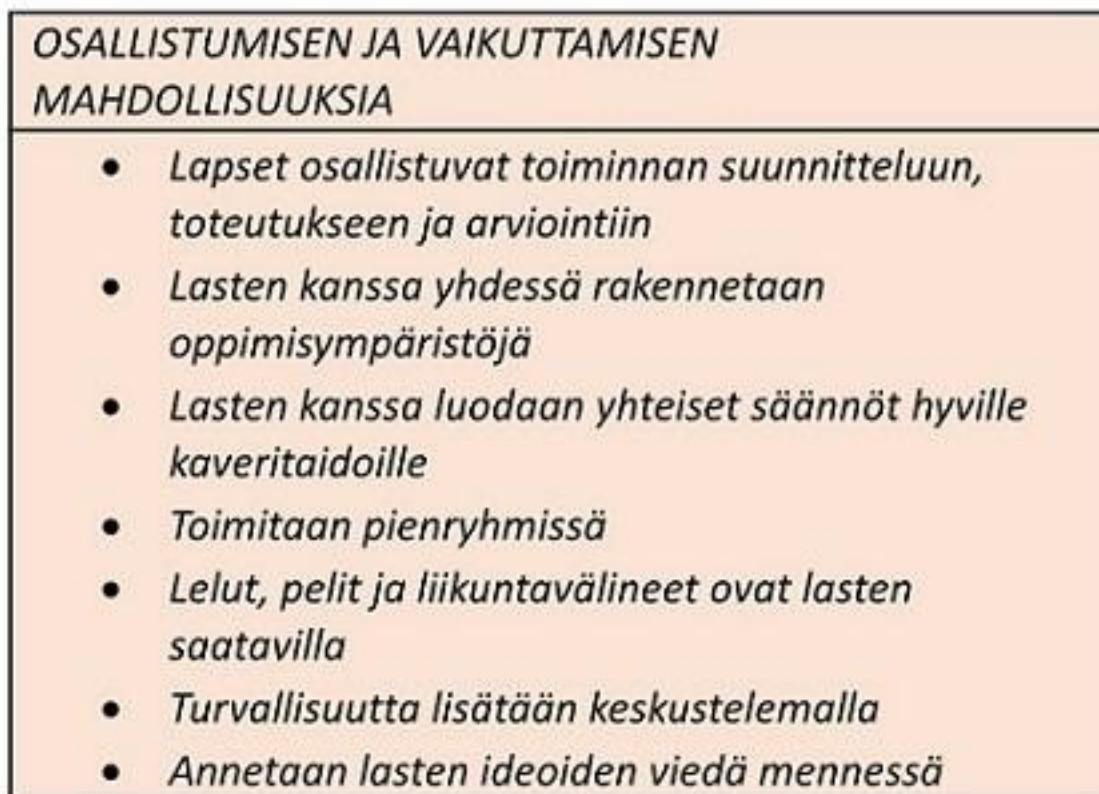 OSALLISTUMISEN JA VAIKUTTAMISEN
MAHDOLLISUUKSIA
• Lapset osallistuvat toiminnan suunnitteluun,
toteutukseen ja arviointiin
• Lasten kanssa yhdessä rakennetaan
oppimisympäristöjä
• Lasten kanssa luodaan yhteiset säännöt hyville
kaveritaidoille
• Toimitaan pienryhmissä
• Lelut, pelit ja liikuntavälineet ovat lasten
saatavilla
• Turvallisuutta lisätään keskustelemalla
• Annetaan lasten ideoiden viedä mennessä